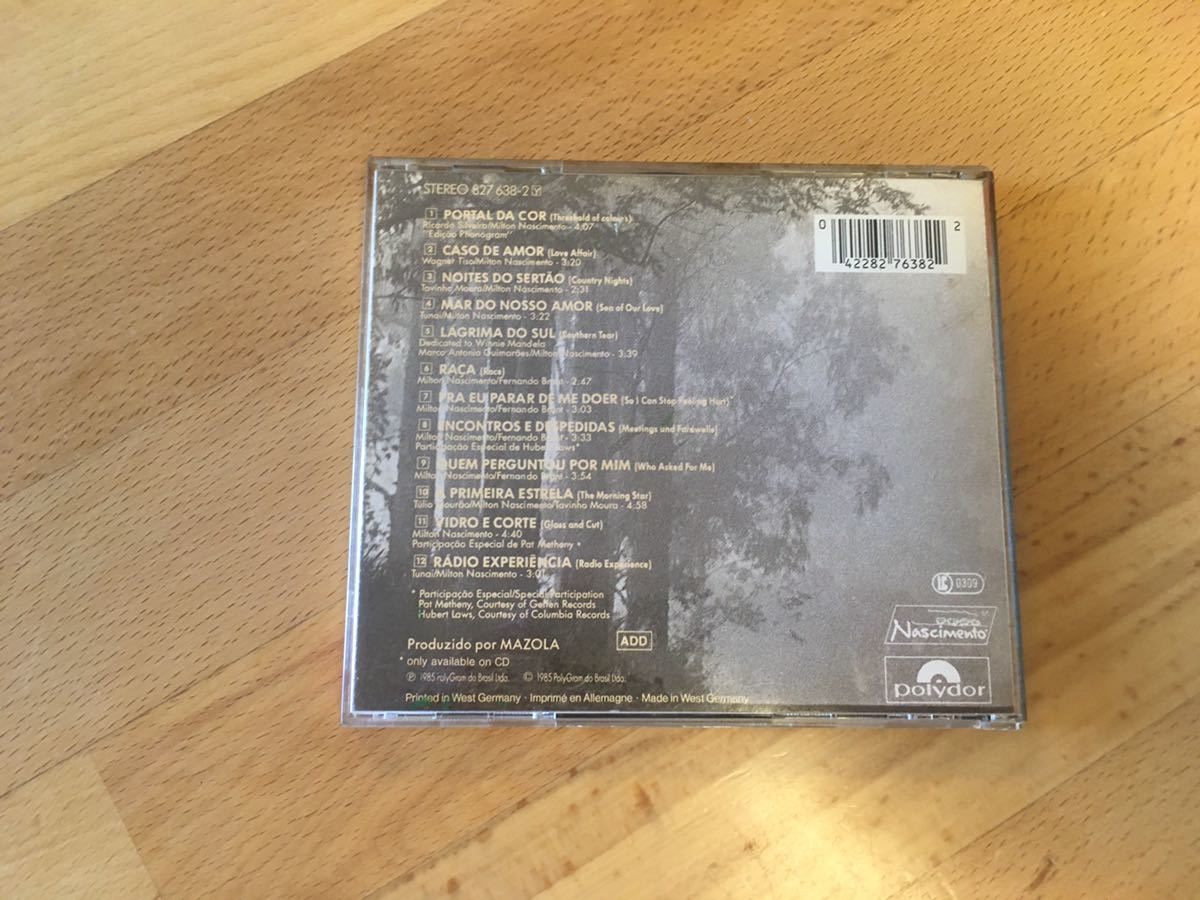 STEREO 827 638-2 Y
0 42282 76382 2
1 PORTAL DA COR (Threshold of colours)
Ricardo Silveira/Milton Nascimento - 4:07
"Edição Phonogram"
2 CASO DE AMOR (Love Affair)
Wagner Tiso/Milton Nascimento - 3:20
3 NOITES DO SERTÃO (Country Nights)
Tavinho Moura/Milton Nascimento - 2:31
4 MAR DO NOSSO AMOR (Sea of Our Love)
Tunai/Milton Nascimento - 3:22
5 LÁGRIMA DO SUL (Southern Tear)
Dedicated to Winnie Mandela
Marco Antonio Guimarães/Milton Nascimento - 3:39
6 RAÇA (Race)
Milton Nascimento/Fernando Brant - 2:47
7 PRA EU PARAR DE ME DOER (So I Can Stop Feeling Hurt)*
Milton Nascimento/Fernando Brant - 3:03
8 ENCONTROS E DESPEDIDAS (Meetings and Farewells)
Milton Nascimento/Fernando Brant - 3:33
Participação Especial de Hubert Laws*
9 QUEM PERGUNTOU POR MIM (Who Asked For Me)
Milton Nascimento/Fernando Brant - 3:54
10 A PRIMEIRA ESTRELA (The Morning Star)
Túlio Mourão/Milton Nascimento/Tavinho Moura - 4:58
11 VIDRO E CORTE (Glass and Cut)
Milton Nascimento - 4:40
Participação Especial de Pat Metheny *
12 RÁDIO EXPERIÊNCIA (Radio Experience)
Tunai/Milton Nascimento - 3:01
* Participação Especial/Special Participation
Pat Metheny, Courtesy of Geffen Records
Hubert Laws, Courtesy of Columbia Records
Produzido por MAZOLA
ADD
* only available on CD
℗ 1985 PolyGram do Brasil Ltda. © 1985 PolyGram do Brasil Ltda.
Printed in West Germany · Imprimé en Allemagne · Made in West Germany
LC 0309
Nascimento
polydor